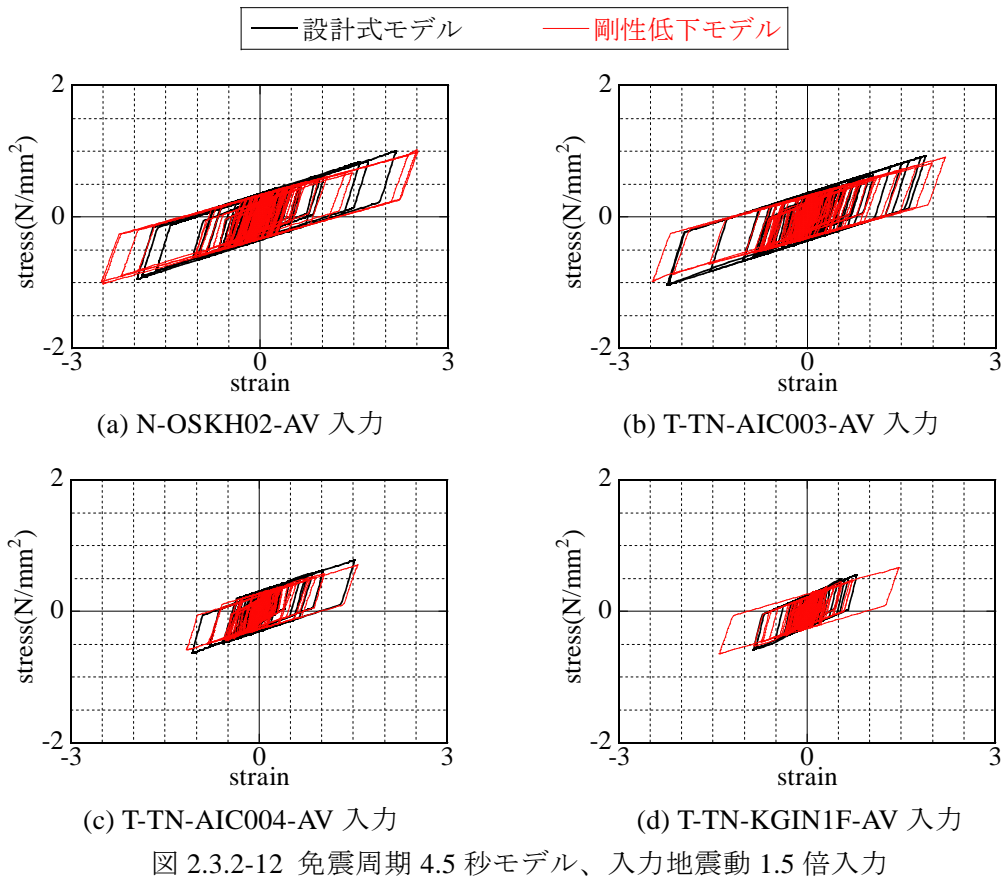 設計式モデル 剛性低下モデル
2
0
-2
stress(N/mm²)
-3 0 3
strain
(a) N-OSKH02-AV 入力
2
0
-2
stress(N/mm²)
-3 0 3
strain
(b) T-TN-AIC003-AV 入力
2
0
-2
stress(N/mm²)
-3 0 3
strain
(c) T-TN-AIC004-AV 入力
2
0
-2
stress(N/mm²)
-3 0 3
strain
(d) T-TN-KGIN1F-AV 入力
図 2.3.2-12 免震周期 4.5 秒モデル、入力地震動 1.5 倍入力